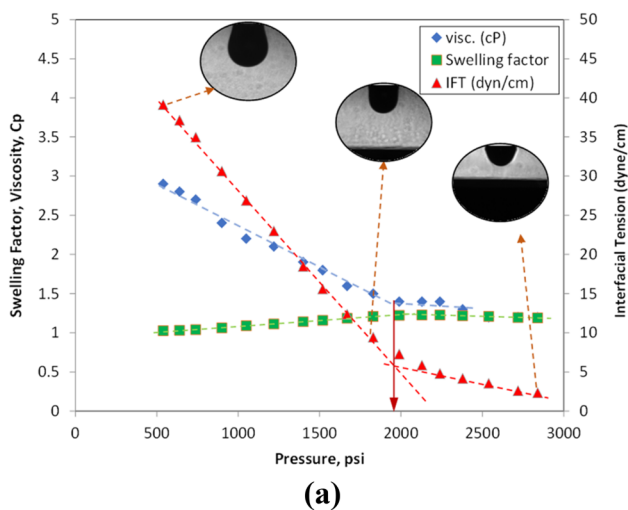 5
4.5
4
3.5
3
2.5
2
1.5
1
0.5
0
50
45
40
35
30
25
20
15
10
5
0
visc. (cP)
Swelling factor
IFT (dyn/cm)
Swelling Factor, Viscosity, Cp
Interfacial Tension (dyne/cm)
0 500 1000 1500 2000 2500 3000
Pressure, psi
(a)